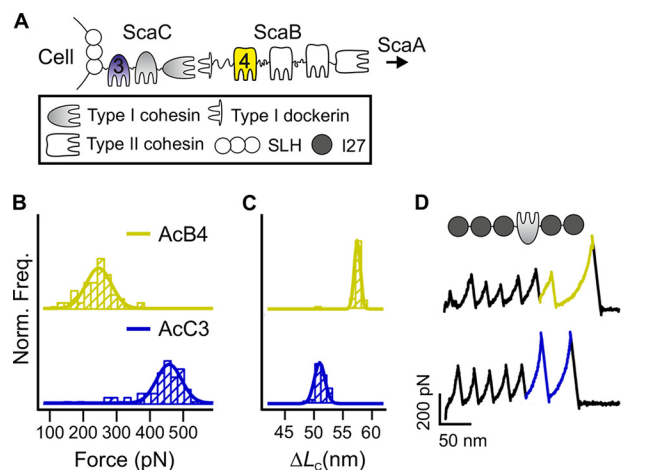 A
ScaC
ScaB
ScaA
Cell
3
4
Type I cohesin
Type I dockerin
Type II cohesin
SLH
I27
B
C
D
AcB4
AcC3
Norm. Freq.
100 200 300 400 500
Force (pN)
45 50 55 60
ΔLc(nm)
200 pN
50 nm